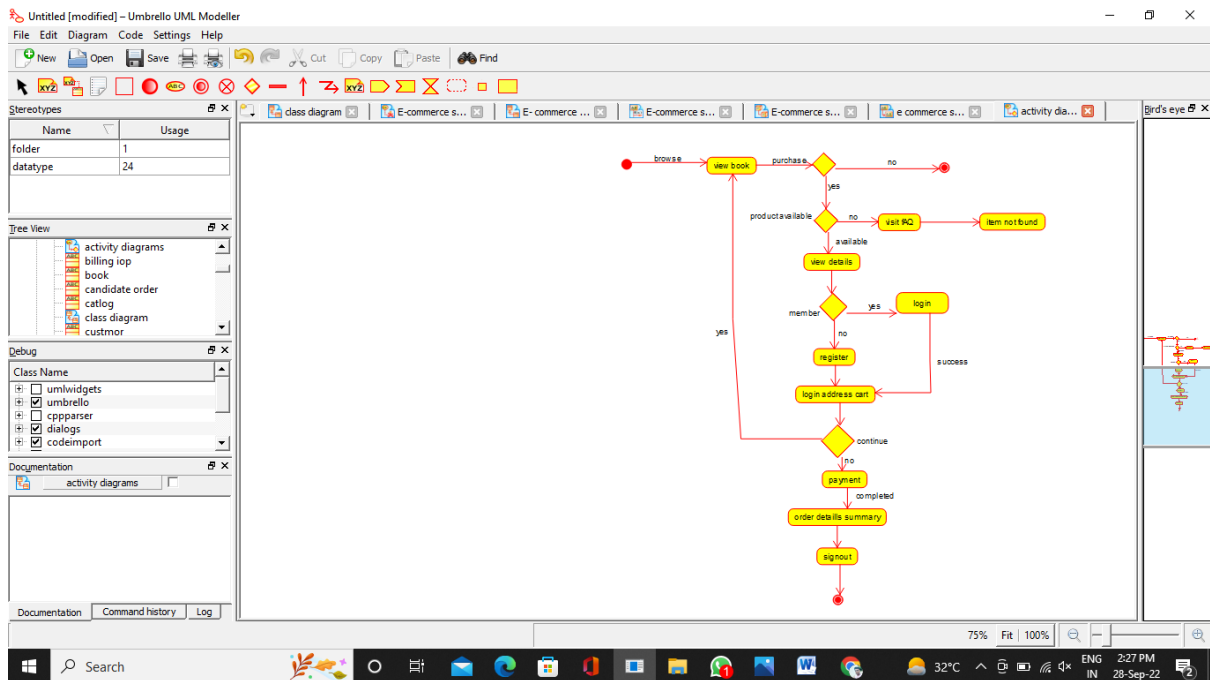 Untitled [modified] – Umbrello UML Modeller
File Edit Diagram Code Settings Help
New Open Save Cut Copy Paste Find
XYZ ABC XYZ
Stereotypes
Name Usage
folder 1
datatype 24
Tree View
activity diagrams
billing iop
book
candidate order
catlog
class diagram
custmor
Debug
Class Name
umlwidgets
umbrello
cppparser
dialogs
codeimport
Documentation
activity diagrams
Documentation Command history Log
class diagram E-commerce s... E- commerce ... E-commerce s... E-commerce s... e commerce s... activity dia...
Bird's eye
browse view book purchase no
yes
product available no visit FAQ item not found
available
view details
member yes login
yes no
register success
login address cart
continue
no
payment
completed
order details summary
signout
75% Fit 100%
Search 32°C ENG IN 2:27 PM 28-Sep-22